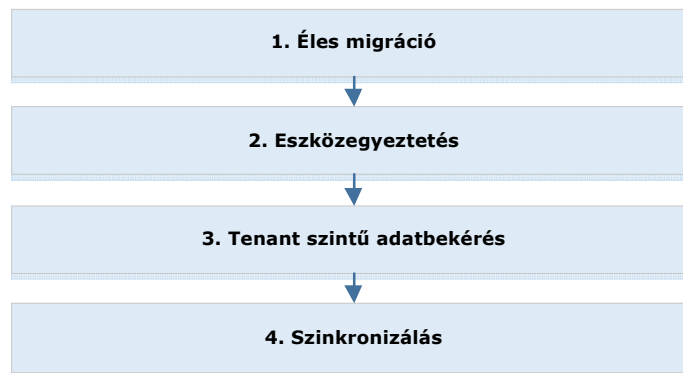 1. Éles migráció
2. Eszközegyeztetés
3. Tenant szintű adatbekérés
4. Szinkronizálás